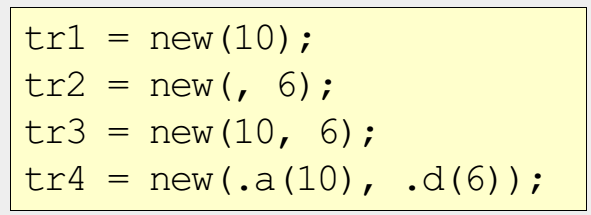 tr1 = new(10);
tr2 = new(, 6);
tr3 = new(10, 6);
tr4 = new(.a(10), .d(6));